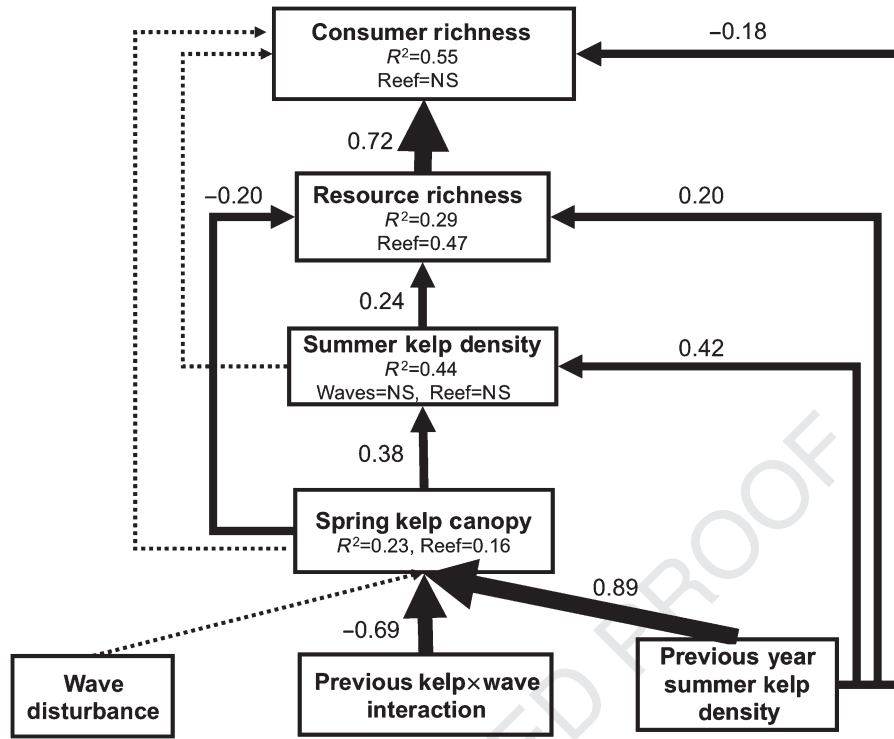 Consumer richness
R²=0.55
Reef=NS
−0.18
0.72
−0.20
Resource richness
R²=0.29
Reef=0.47
0.20
0.24
Summer kelp density
R²=0.44
Waves=NS, Reef=NS
0.42
0.38
Spring kelp canopy
R²=0.23, Reef=0.16
0.89
−0.69
Wave
disturbance
Previous kelp×wave
interaction
Previous year
summer kelp
density
ED PROOF